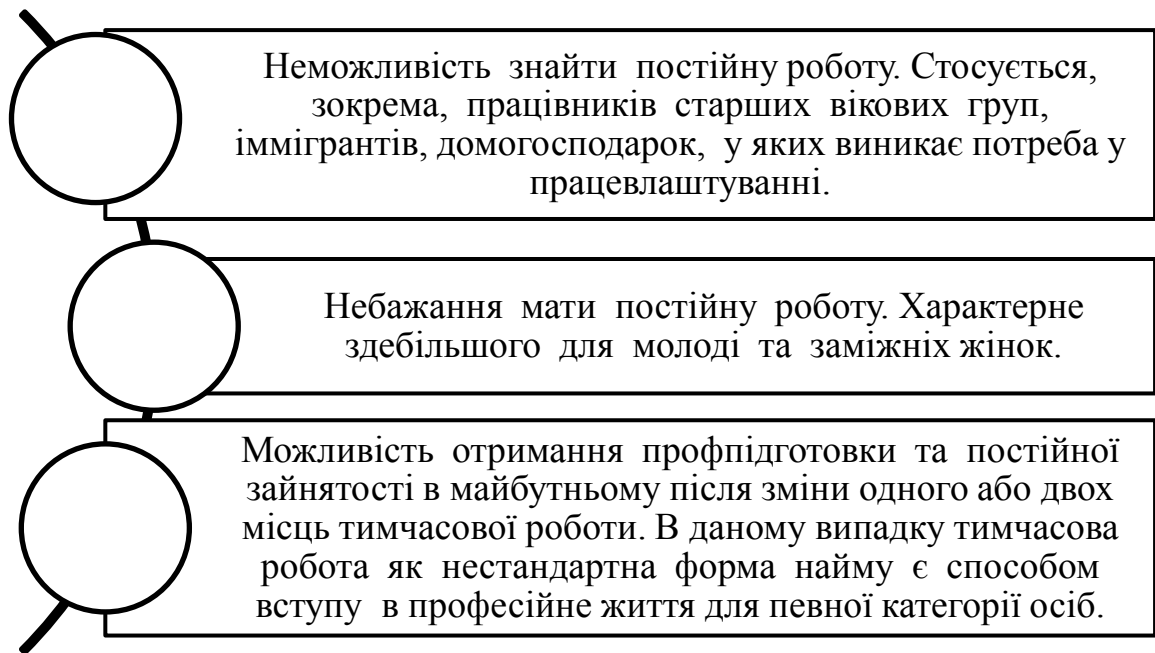 Неможливість знайти постійну роботу. Стосується,
зокрема, працівників старших вікових груп,
іммігрантів, домогосподарок, у яких виникає потреба у
працевлаштуванні.
Небажання мати постійну роботу. Характерне
здебільшого для молоді та заміжніх жінок.
Можливість отримання профпідготовки та постійної
зайнятості в майбутньому після зміни одного або двох
місць тимчасової роботи. В даному випадку тимчасова
робота як нестандартна форма найму є способом
вступу в професійне життя для певної категорії осіб.